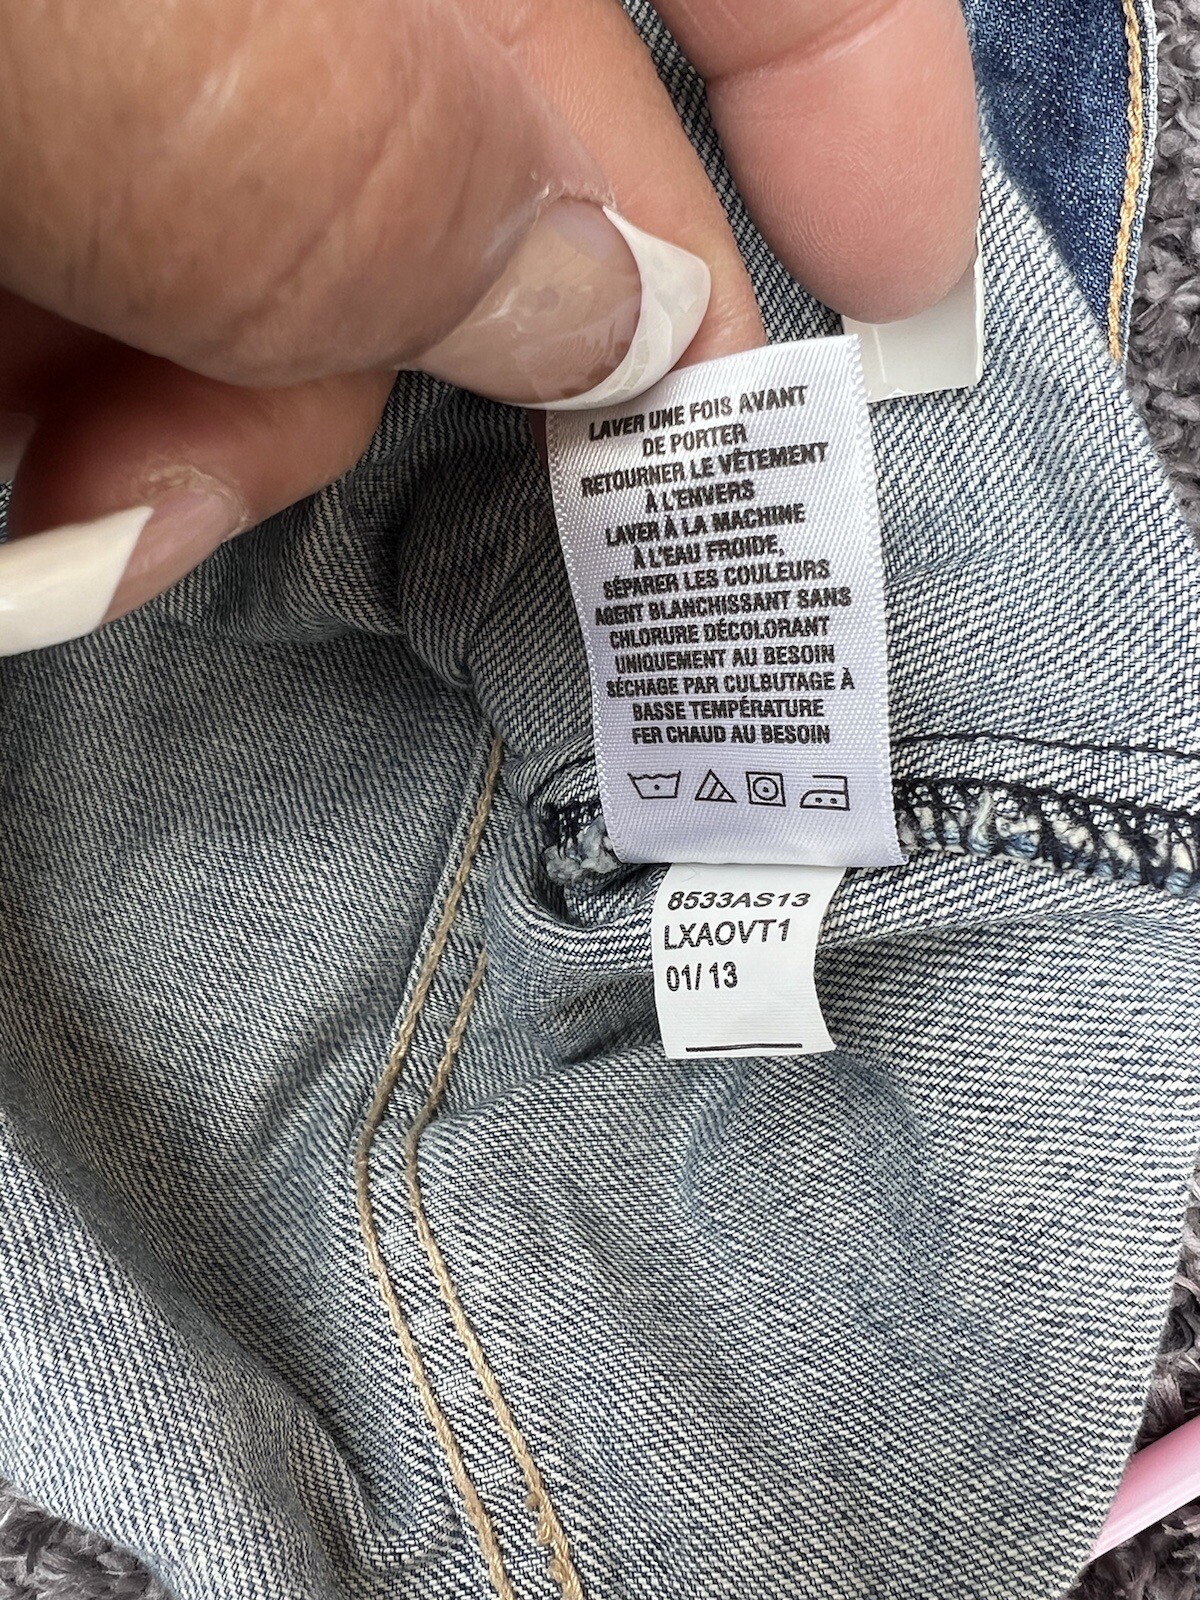 LAVER UNE FOIS AVANT
DE PORTER
RETOURNER LE VÊTEMENT
À L'ENVERS
LAVER À LA MACHINE
À L'EAU FROIDE,
SÉPARER LES COULEURS
AGENT BLANCHISSANT SANS
CHLORURE DÉCOLORANT
UNIQUEMENT AU BESOIN
SÉCHAGE PAR CULBUTAGE À
BASSE TEMPÉRATURE
FER CHAUD AU BESOIN
8533AS13
LXAOVT1
01/ 13